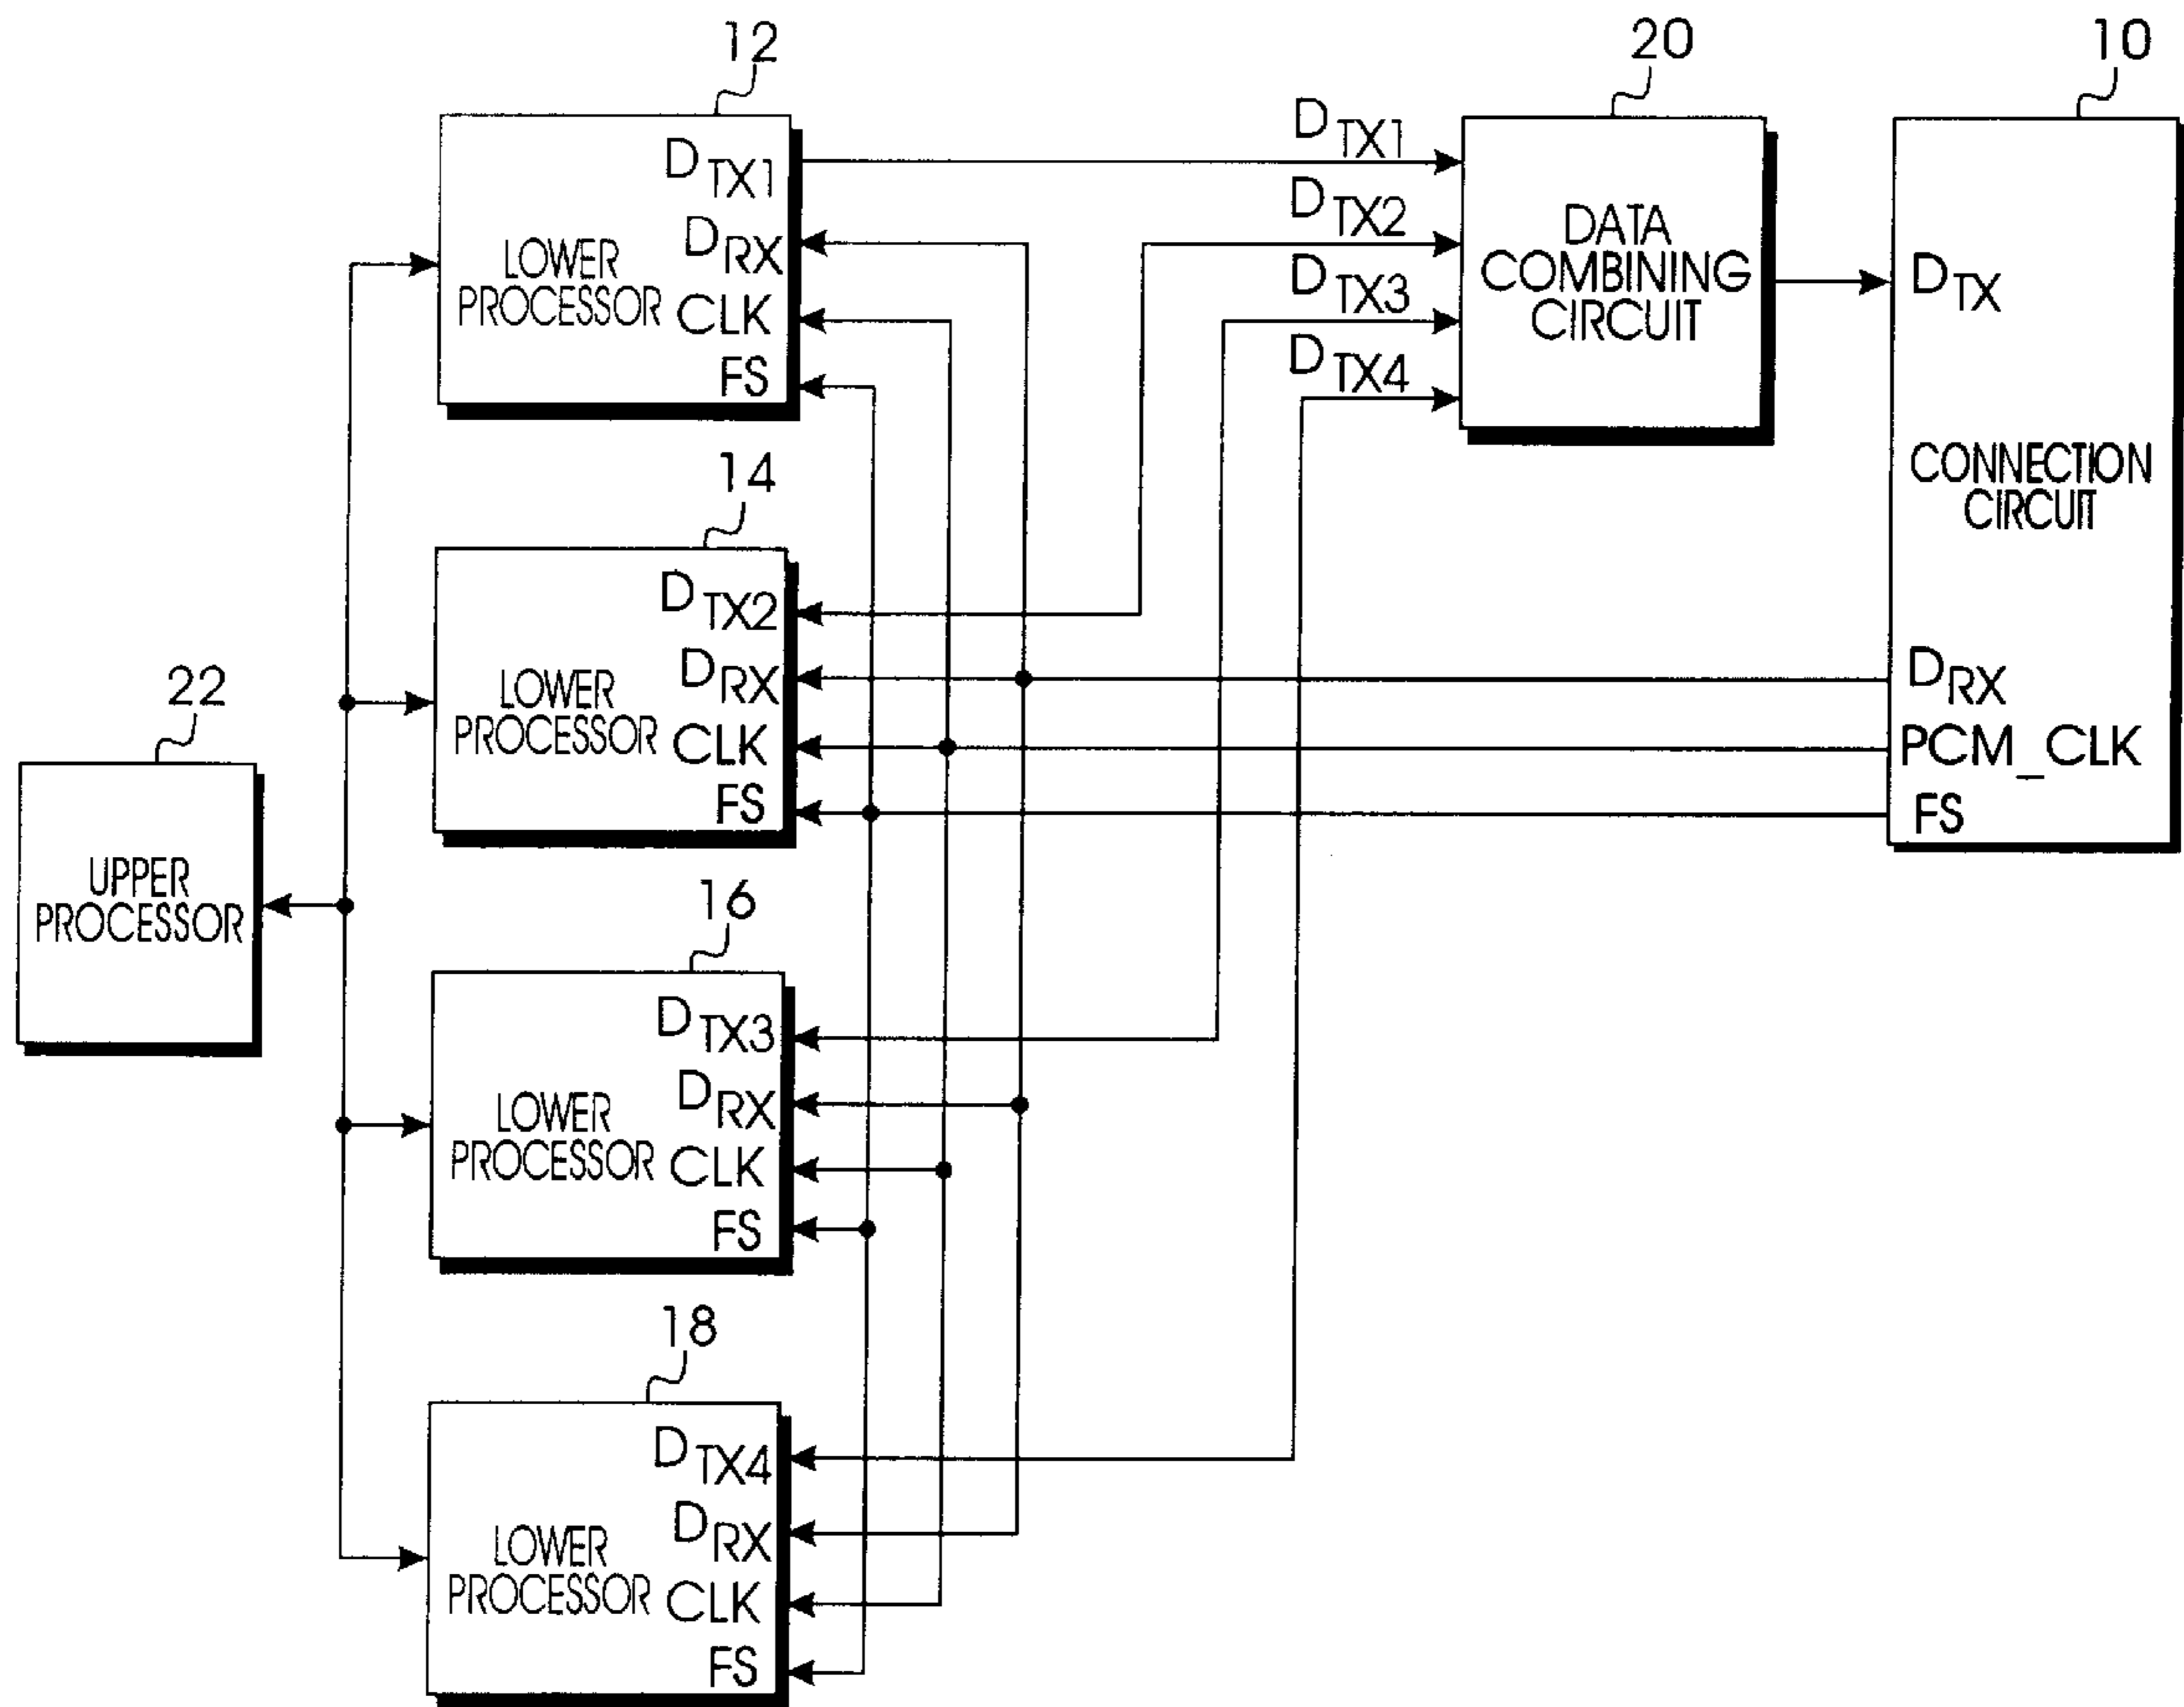 12
20
10
D TX1
LOWER
PROCESSOR
D RX
CLK
FS
D TX1
D TX2
D TX3
D TX4
DATA
COMBINING
CIRCUIT
D TX
CONNECTION
CIRCUIT
D RX
PCM_CLK
FS
14
D TX2
LOWER
PROCESSOR
D RX
CLK
FS
22
UPPER
PROCESSOR
16
D TX3
LOWER
PROCESSOR
D RX
CLK
FS
18
D TX4
LOWER
PROCESSOR
D RX
CLK
FS